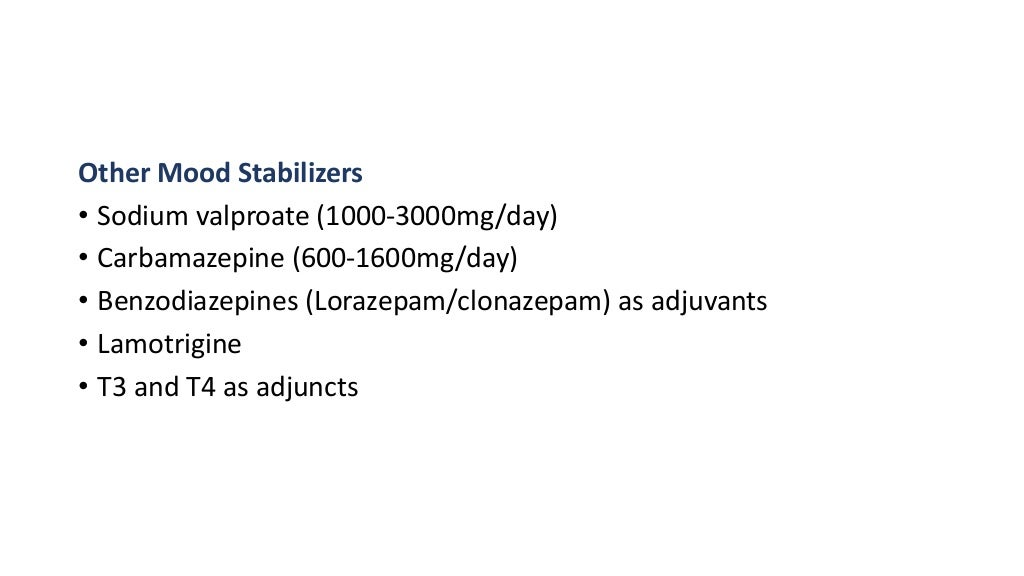 Other Mood Stabilizers
• Sodium valproate (1000-3000mg/day)
• Carbamazepine (600-1600mg/day)
• Benzodiazepines (Lorazepam/clonazepam) as adjuvants
• Lamotrigine
• T3 and T4 as adjuncts